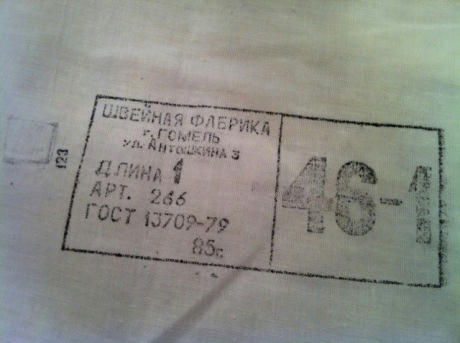 ШВЕЙНАЯ ФАБРИКА
г. ГОМЕЛЬ
УЛ. АНТОШКИНА 3
ДЛИНА 1
АРТ. 266
ГОСТ 13709-79
85г.
46-1
123